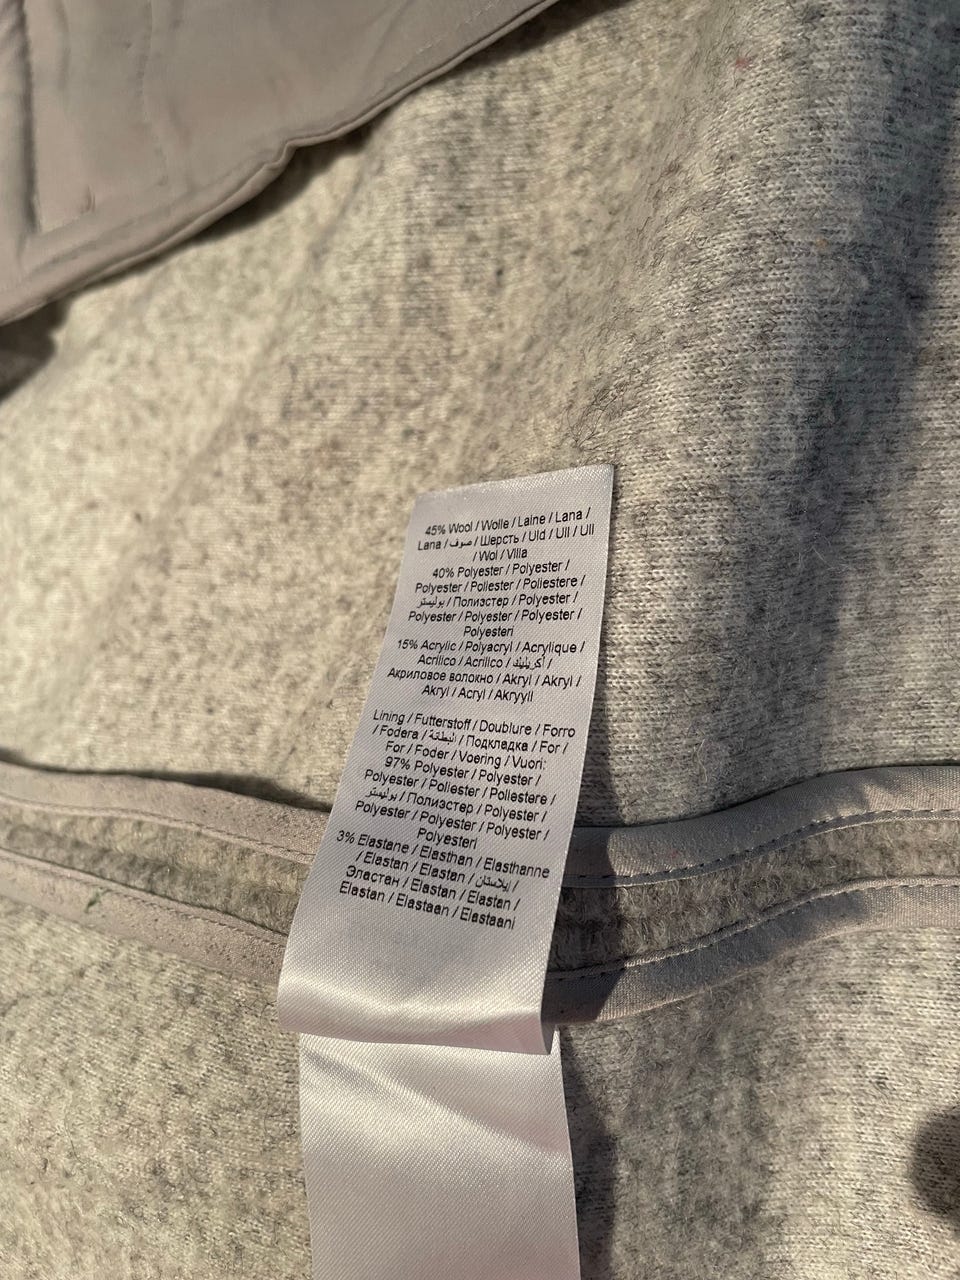 45% Wool / Wolle / Laine / Lana /
Lana / صوف / Шерсть / Uld / Ull / Ull
/ Wol / Villa
40% Polyester / Polyester /
Polyester / Poliester / Poliestere /
بوليستر / Полиэстер / Polyester /
Polyester / Polyester / Polyester /
Polyesteri
15% Acrylic / Polyacryl / Acrylique /
Acrílico / Acrilico / أكريليك /
Акриловое волокно / Akryl / Akryl /
Akryl / Acryl / Akryyli
Lining / Futterstoff / Doublure / Forro
/ Fodera / البطانة / Подкладка / For /
For / Foder / Voering / Vuori:
97% Polyester / Polyester /
Polyester / Poliester / Poliestere /
بوليستر / Полиэстер / Polyester /
Polyester / Polyester / Polyester /
Polyesteri
3% Elastane / Elasthan / Elasthanne
/ Elastan / Elastan / إيلاستان /
Эластан / Elastan / Elastan /
Elastan / Elastaan / Elastaani